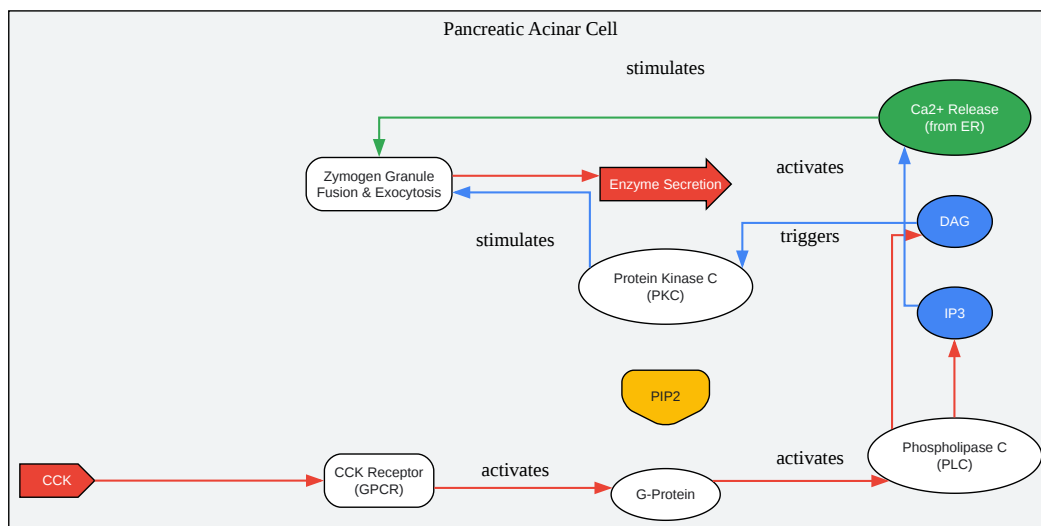 Pancreatic Acinar Cell
stimulates
Ca2+ Release
(from ER)
Zymogen Granule
Fusion & Exocytosis
Enzyme Secretion
activates
DAG
stimulates
triggers
Protein Kinase C
(PKC)
IP3
PIP2
Phospholipase C
(PLC)
CCK
CCK Receptor
(GPCR)
activates
G-Protein
activates